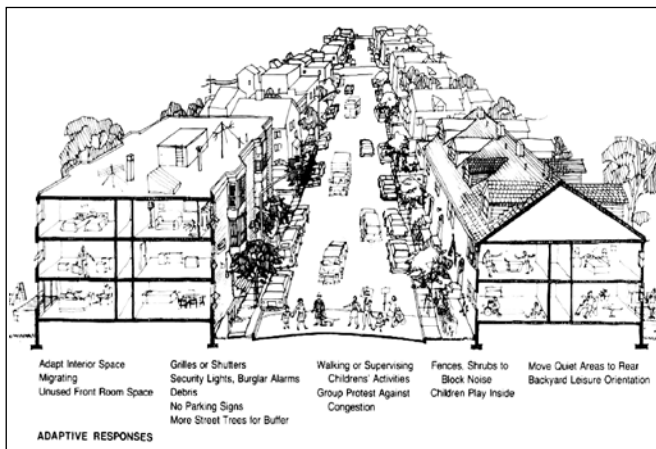 Adapt Interior Space
Migrating
Unused Front Room Space
Grilles or Shutters
Security Lights, Burglar Alarms
Debris
No Parking Signs
More Street Trees for Buffer
Walking or Supervising
Childrens' Activities
Group Protest Against
Congestion
Fences, Shrubs to
Block Noise
Children Play Inside
Move Quiet Areas to Rear
Backyard Leisure Orientation
ADAPTIVE RESPONSES